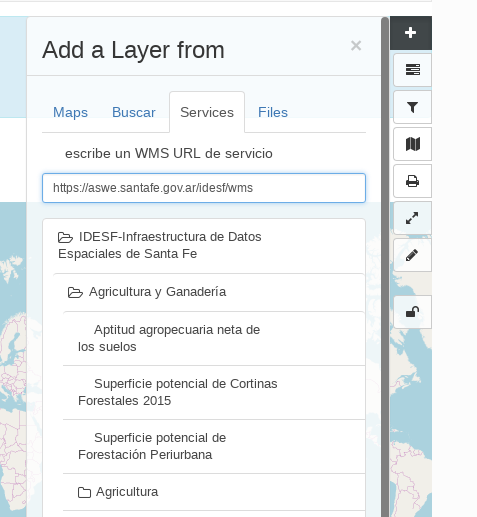 Add a Layer from
×
Maps Buscar Services Files
escribe un WMS URL de servicio
https://aswe.santafe.gov.ar/idesf/wms
IDESF-Infraestructura de Datos
Espaciales de Santa Fe
Agricultura y Ganadería
Aptitud agropecuaria neta de
los suelos
Superficie potencial de Cortinas
Forestales 2015
Superficie potencial de
Forestación Periurbana
Agricultura